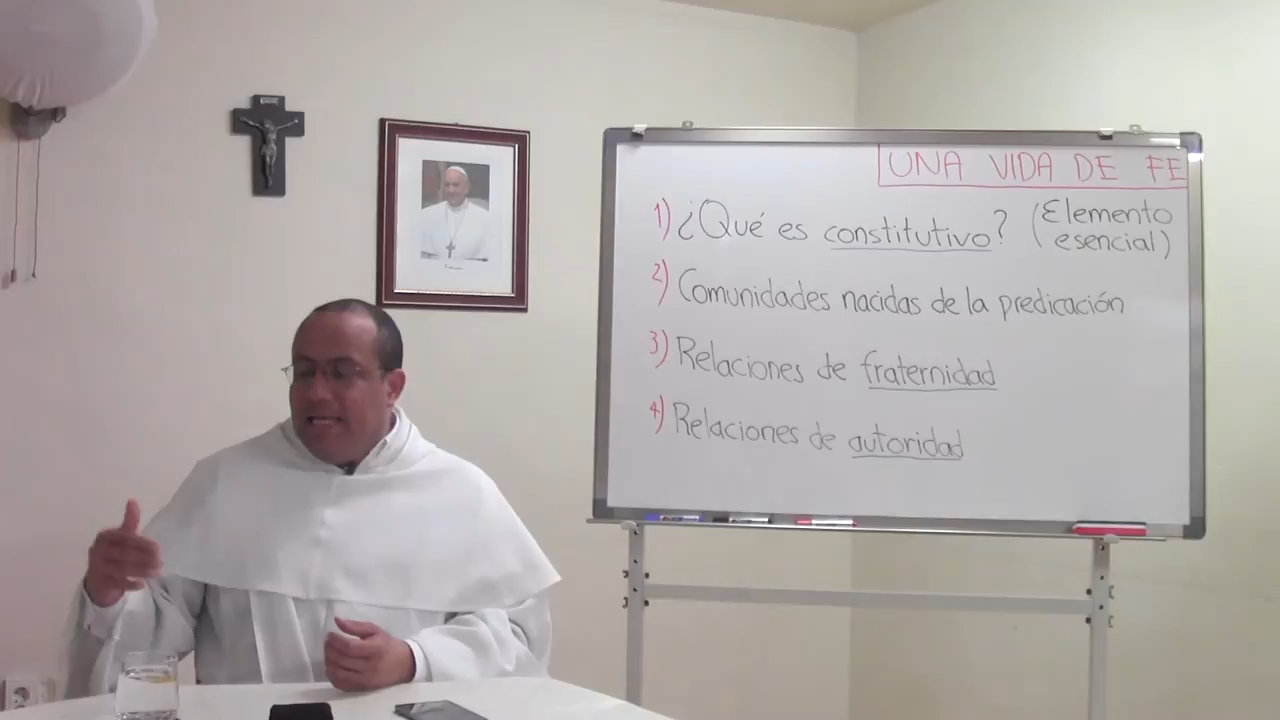 UNA VIDA DE FE
1) ¿Qué es constitutivo? (Elemento
esencial)
2) Comunidades nacidas de la predicación
3) Relaciones de fraternidad
4) Relaciones de autoridad